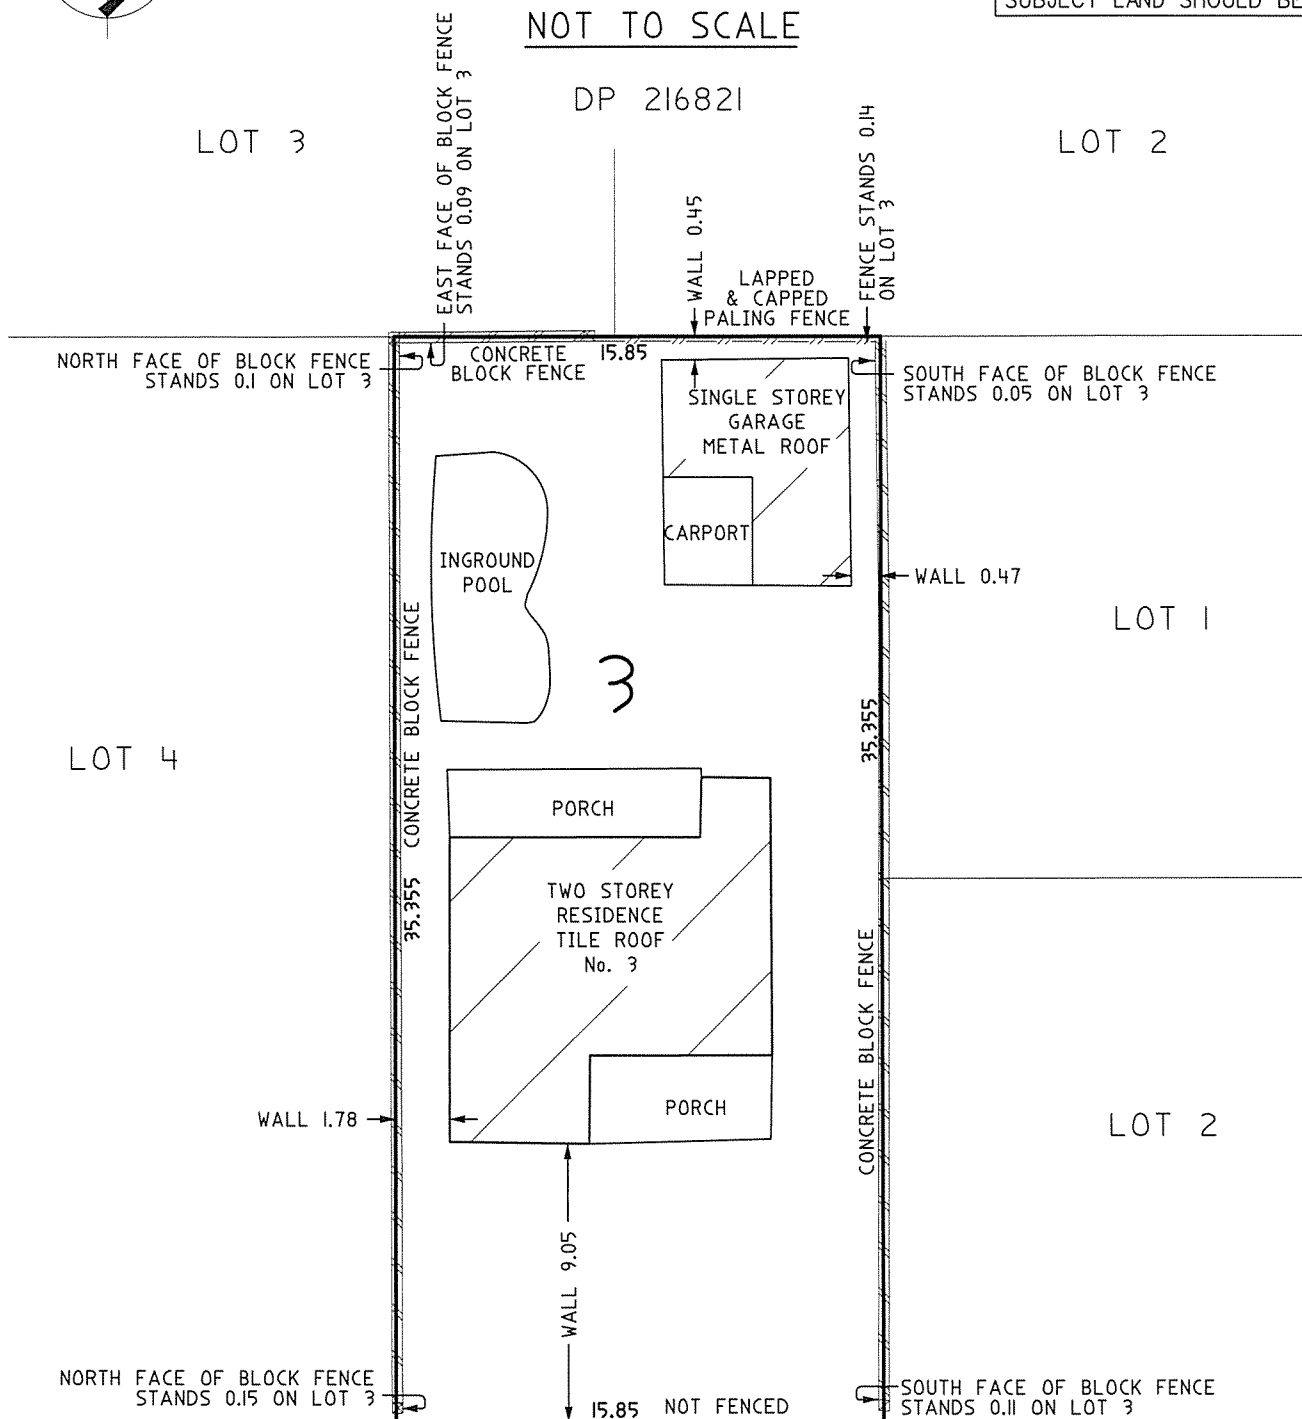 SUBJECT LAND SHOULD BE
NOT TO SCALE
DP 216821
LOT 3
EAST FACE OF BLOCK FENCE
STANDS 0.09 ON LOT 3
WALL 0.45
FENCE STANDS 0.14
ON LOT 3
LOT 2
LAPPED
& CAPPED
PALING FENCE
NORTH FACE OF BLOCK FENCE
STANDS 0.1 ON LOT 3
CONCRETE
BLOCK FENCE
15.85
SOUTH FACE OF BLOCK FENCE
STANDS 0.05 ON LOT 3
SINGLE STOREY
GARAGE
METAL ROOF
CARPORT
INGROUND
POOL
WALL 0.47
LOT 1
3
CONCRETE BLOCK FENCE
35.355
LOT 4
35.355
PORCH
TWO STOREY
RESIDENCE
TILE ROOF
No. 3
CONCRETE BLOCK FENCE
PORCH
WALL 1.78
LOT 2
WALL 9.05
NORTH FACE OF BLOCK FENCE
STANDS 0.15 ON LOT 3
15.85 NOT FENCED
SOUTH FACE OF BLOCK FENCE
STANDS 0.11 ON LOT 3